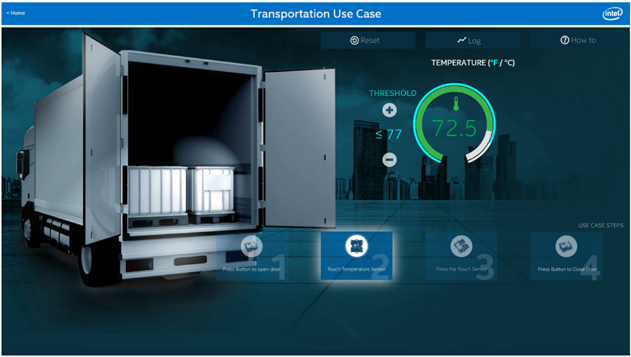 < Home
Transportation Use Case
intel
Reset
Log
How to
TEMPERATURE (°F / °C)
THRESHOLD
≤ 77
72.5
USE CASE STEPS
1
Press Button to open door
2
Touch Temperature Sensor
3
Press the Touch Sensor
4
Press Button to Close Door